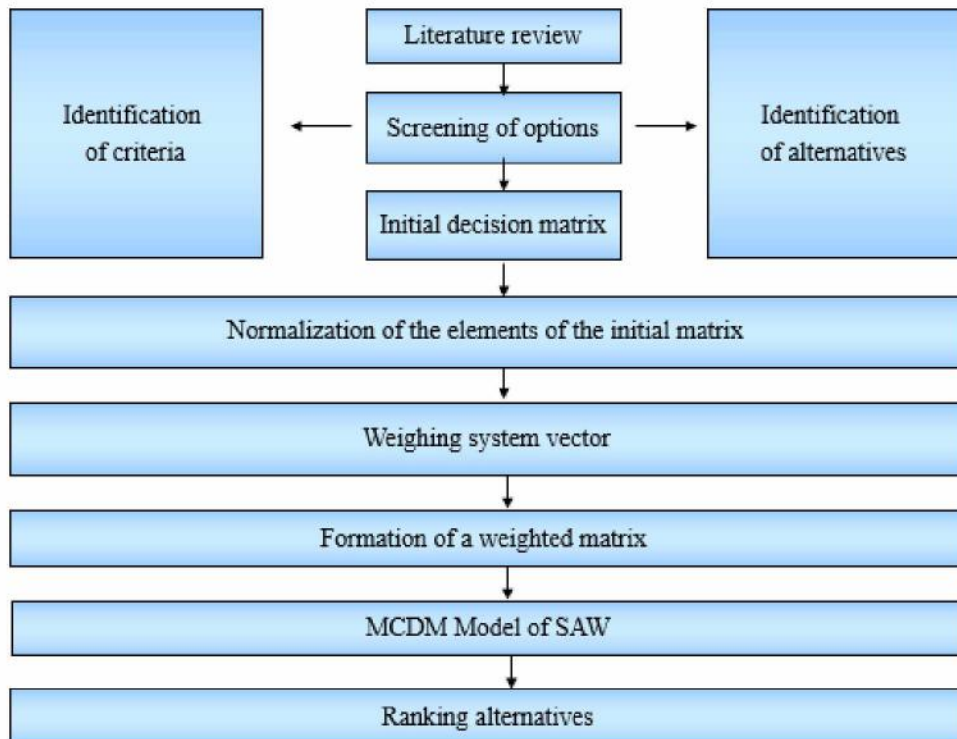 Literature review
Identification
of criteria
Screening of options
Identification
of alternatives
Initial decision matrix
Normalization of the elements of the initial matrix
Weighing system vector
Formation of a weighted matrix
MCDM Model of SAW
Ranking alternatives